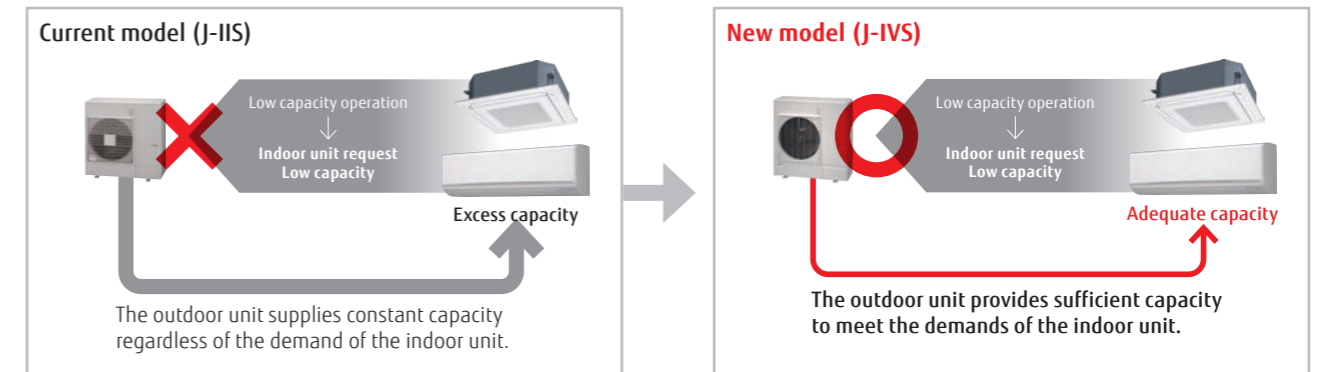 Current model (J-IIS)
Low capacity operation
↓
Indoor unit request
Low capacity
Excess capacity
The outdoor unit supplies constant capacity
regardless of the demand of the indoor unit.
New model (J-IVS)
Low capacity operation
↓
Indoor unit request
Low capacity
Adequate capacity
The outdoor unit provides sufficient capacity
to meet the demands of the indoor unit.